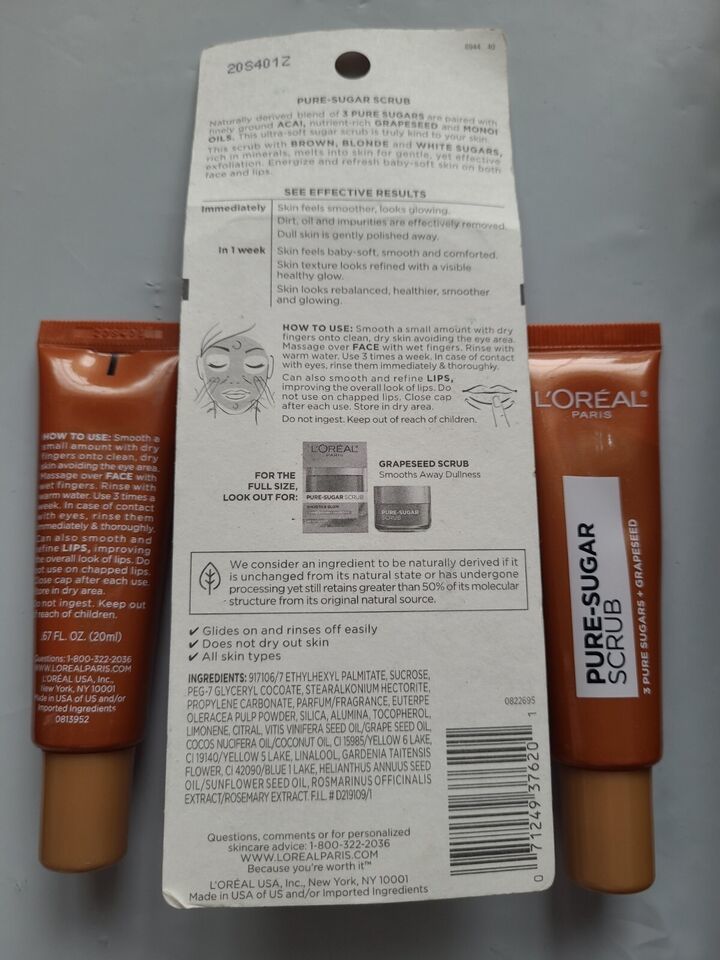 20S401Z
PURE-SUGAR SCRUB
Naturally derived blend of 3 PURE SUGARS are paired with
finely ground ACAI, nutrient-rich GRAPESEED and MONOI
OILS. This ultra-soft sugar scrub is truly kind to your skin.
This scrub with BROWN, BLONDE and WHITE SUGARS,
rich in minerals, melts into skin for gentle, yet effective
exfoliation. Energize and refresh baby-soft skin on both
face and lips.
SEE EFFECTIVE RESULTS
Immediately
Skin feels smoother, looks glowing.
Dirt, oil and impurities are effectively removed.
Dull skin is gently polished away.
In 1 week
Skin feels baby-soft, smooth and comforted.
Skin texture looks refined with a visible
healthy glow.
Skin looks rebalanced, healthier, smoother
and glowing.
HOW TO USE: Smooth a small amount with dry
fingers onto clean, dry skin avoiding the eye area.
Massage over FACE with wet fingers. Rinse with
warm water. Use 3 times a week. In case of contact
with eyes, rinse them immediately & thoroughly.
Can also smooth and refine LIPS,
improving the overall look of lips. Do
not use on chapped lips. Close cap
after each use. Store in dry area.
Do not ingest. Keep out of reach of children.
FOR THE
FULL SIZE,
LOOK OUT FOR:
L'ORÉAL
PURE-SUGAR SCRUB
SMOOTH & GLOW
PURE-SUGAR
SCRUB
GRAPESEED SCRUB
Smooths Away Dullness
We consider an ingredient to be naturally derived if it
is unchanged from its natural state or has undergone
processing yet still retains greater than 50% of its molecular
structure from its original natural source.
✔ Glides on and rinses off easily
✔ Does not dry out skin
✔ All skin types
INGREDIENTS: 917106/7 ETHYLHEXYL PALMITATE, SUCROSE,
PEG-7 GLYCERYL COCOATE, STEARALKONIUM HECTORITE,
PROPYLENE CARBONATE, PARFUM/FRAGRANCE, EUTERPE
OLERACEA PULP POWDER, SILICA, ALUMINA, TOCOPHEROL,
LIMONENE, CITRAL, VITIS VINIFERA SEED OIL/GRAPE SEED OIL,
COCOS NUCIFERA OIL/COCONUT OIL, CI 15985/YELLOW 6 LAKE,
CI 19140/YELLOW 5 LAKE, LINALOOL, GARDENIA TAITENSIS
FLOWER, CI 42090/BLUE 1 LAKE, HELIANTHUS ANNUUS SEED
OIL/SUNFLOWER SEED OIL, ROSMARINUS OFFICINALIS
EXTRACT/ROSEMARY EXTRACT. F.I.L. # D219109/1
0822695
0 71249 37620 1
Questions, comments or for personalized
skincare advice: 1-800-322-2036
WWW.LOREALPARIS.COM
Because you're worth it™
L'ORÉAL USA, Inc., New York, NY 10001
Made in USA of US and/or Imported Ingredients
HOW TO USE: Smooth a
small amount with dry
fingers onto clean, dry
skin avoiding the eye area.
Massage over FACE with
wet fingers. Rinse with
warm water. Use 3 times a
week. In case of contact
with eyes, rinse them
immediately & thoroughly.
Can also smooth and
refine LIPS, improving
the overall look of lips. Do
not use on chapped lips.
Close cap after each use.
Store in dry area.
Do not ingest. Keep out
of reach of children.
.67 FL. OZ. (20ml)
Questions: 1-800-322-2036
WWW.LOREALPARIS.COM
L'ORÉAL USA, Inc.,
New York, NY 10001
Made in USA of US and/or
Imported Ingredients
0813952
L'ORÉAL
PARIS
PURE-SUGAR
SCRUB
3 PURE SUGARS + GRAPESEED